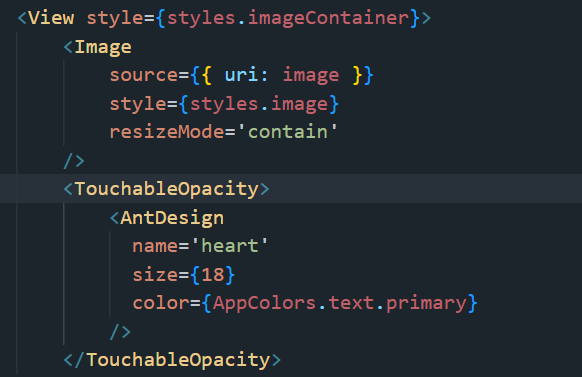 <View style={styles.imageContainer}>
<Image
source={{ uri: image }}
style={styles.image}
resizeMode='contain'
/>
<TouchableOpacity>
<AntDesign
name='heart'
size={18}
color={AppColors.text.primary}
/>
</TouchableOpacity>